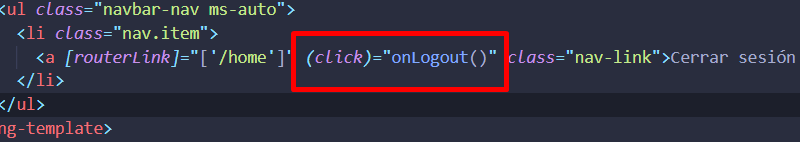 <ul class="navbar-nav ms-auto">
<li class="nav.item">
<a [routerLink]="['/home']" (click)="onLogout()" class="nav-link">Cerrar sesión
</li>
</ul>
ng-template>